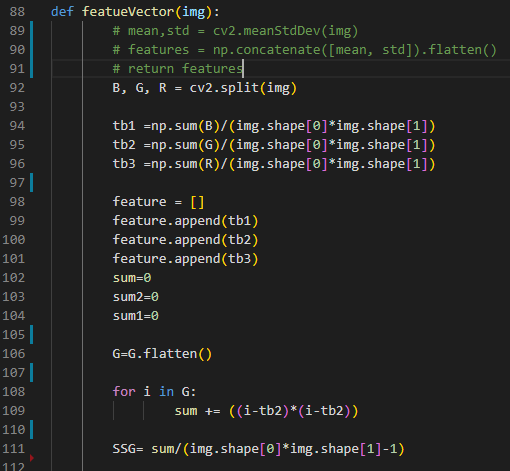 88 def featueVector(img):
89 # mean,std = cv2.meanStdDev(img)
90 # features = np.concatenate([mean, std]).flatten()
91 # return features
92 B, G, R = cv2.split(img)
93
94 tb1 =np.sum(B)/(img.shape[0]*img.shape[1])
95 tb2 =np.sum(G)/(img.shape[0]*img.shape[1])
96 tb3 =np.sum(R)/(img.shape[0]*img.shape[1])
97
98 feature = []
99 feature.append(tb1)
100 feature.append(tb2)
101 feature.append(tb3)
102 sum=0
103 sum2=0
104 sum1=0
105
106 G=G.flatten()
107
108 for i in G:
109 sum += ((i-tb2)*(i-tb2))
110
111 SSG= sum/(img.shape[0]*img.shape[1]-1)
112